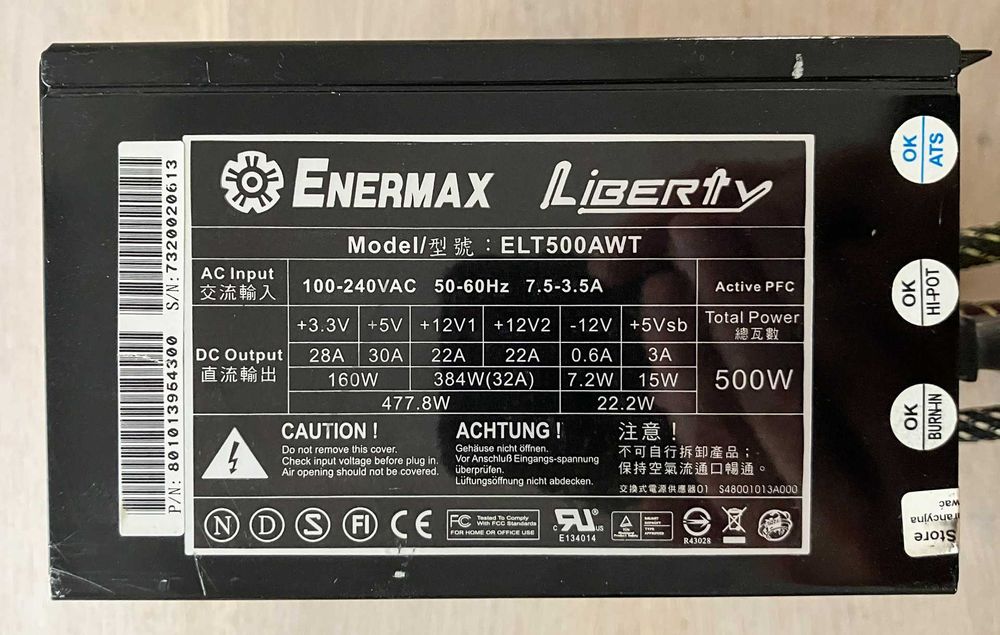 ENERMAX LIBERTY
Model/型號：ELT500AWT
AC Input
交流輸入
100-240VAC 50-60Hz 7.5-3.5A
Active PFC
DC Output
直流輸出
+3.3V +5V +12V1 +12V2 -12V +5Vsb
Total Power
總瓦數
28A 30A 22A 22A 0.6A 3A
160W 384W(32A) 7.2W 15W
500W
477.8W 22.2W
CAUTION !
Do not remove this cover.
Check input voltage before plug in.
Air opening should not be covered.
ACHTUNG !
Gehäuse nicht öffnen.
Vor Anschluß Eingangs-spannung
überprüfen.
Lüftungsöffnung nicht abdecken.
注意！
不可自行拆卸產品；
保持空氣流通口暢通。
交換式電源供應器01 S48001013A000
N D S FI CE
FC Tested To Comply
With FCC Standards
FOR HOME OR OFFICE USE
c RU ® US
E134014
R43028
S/N:7320020613
P/N: 801013964300
OK
ATS
OK
HI-POT
OK
BURN-IN
Store
rancyjna